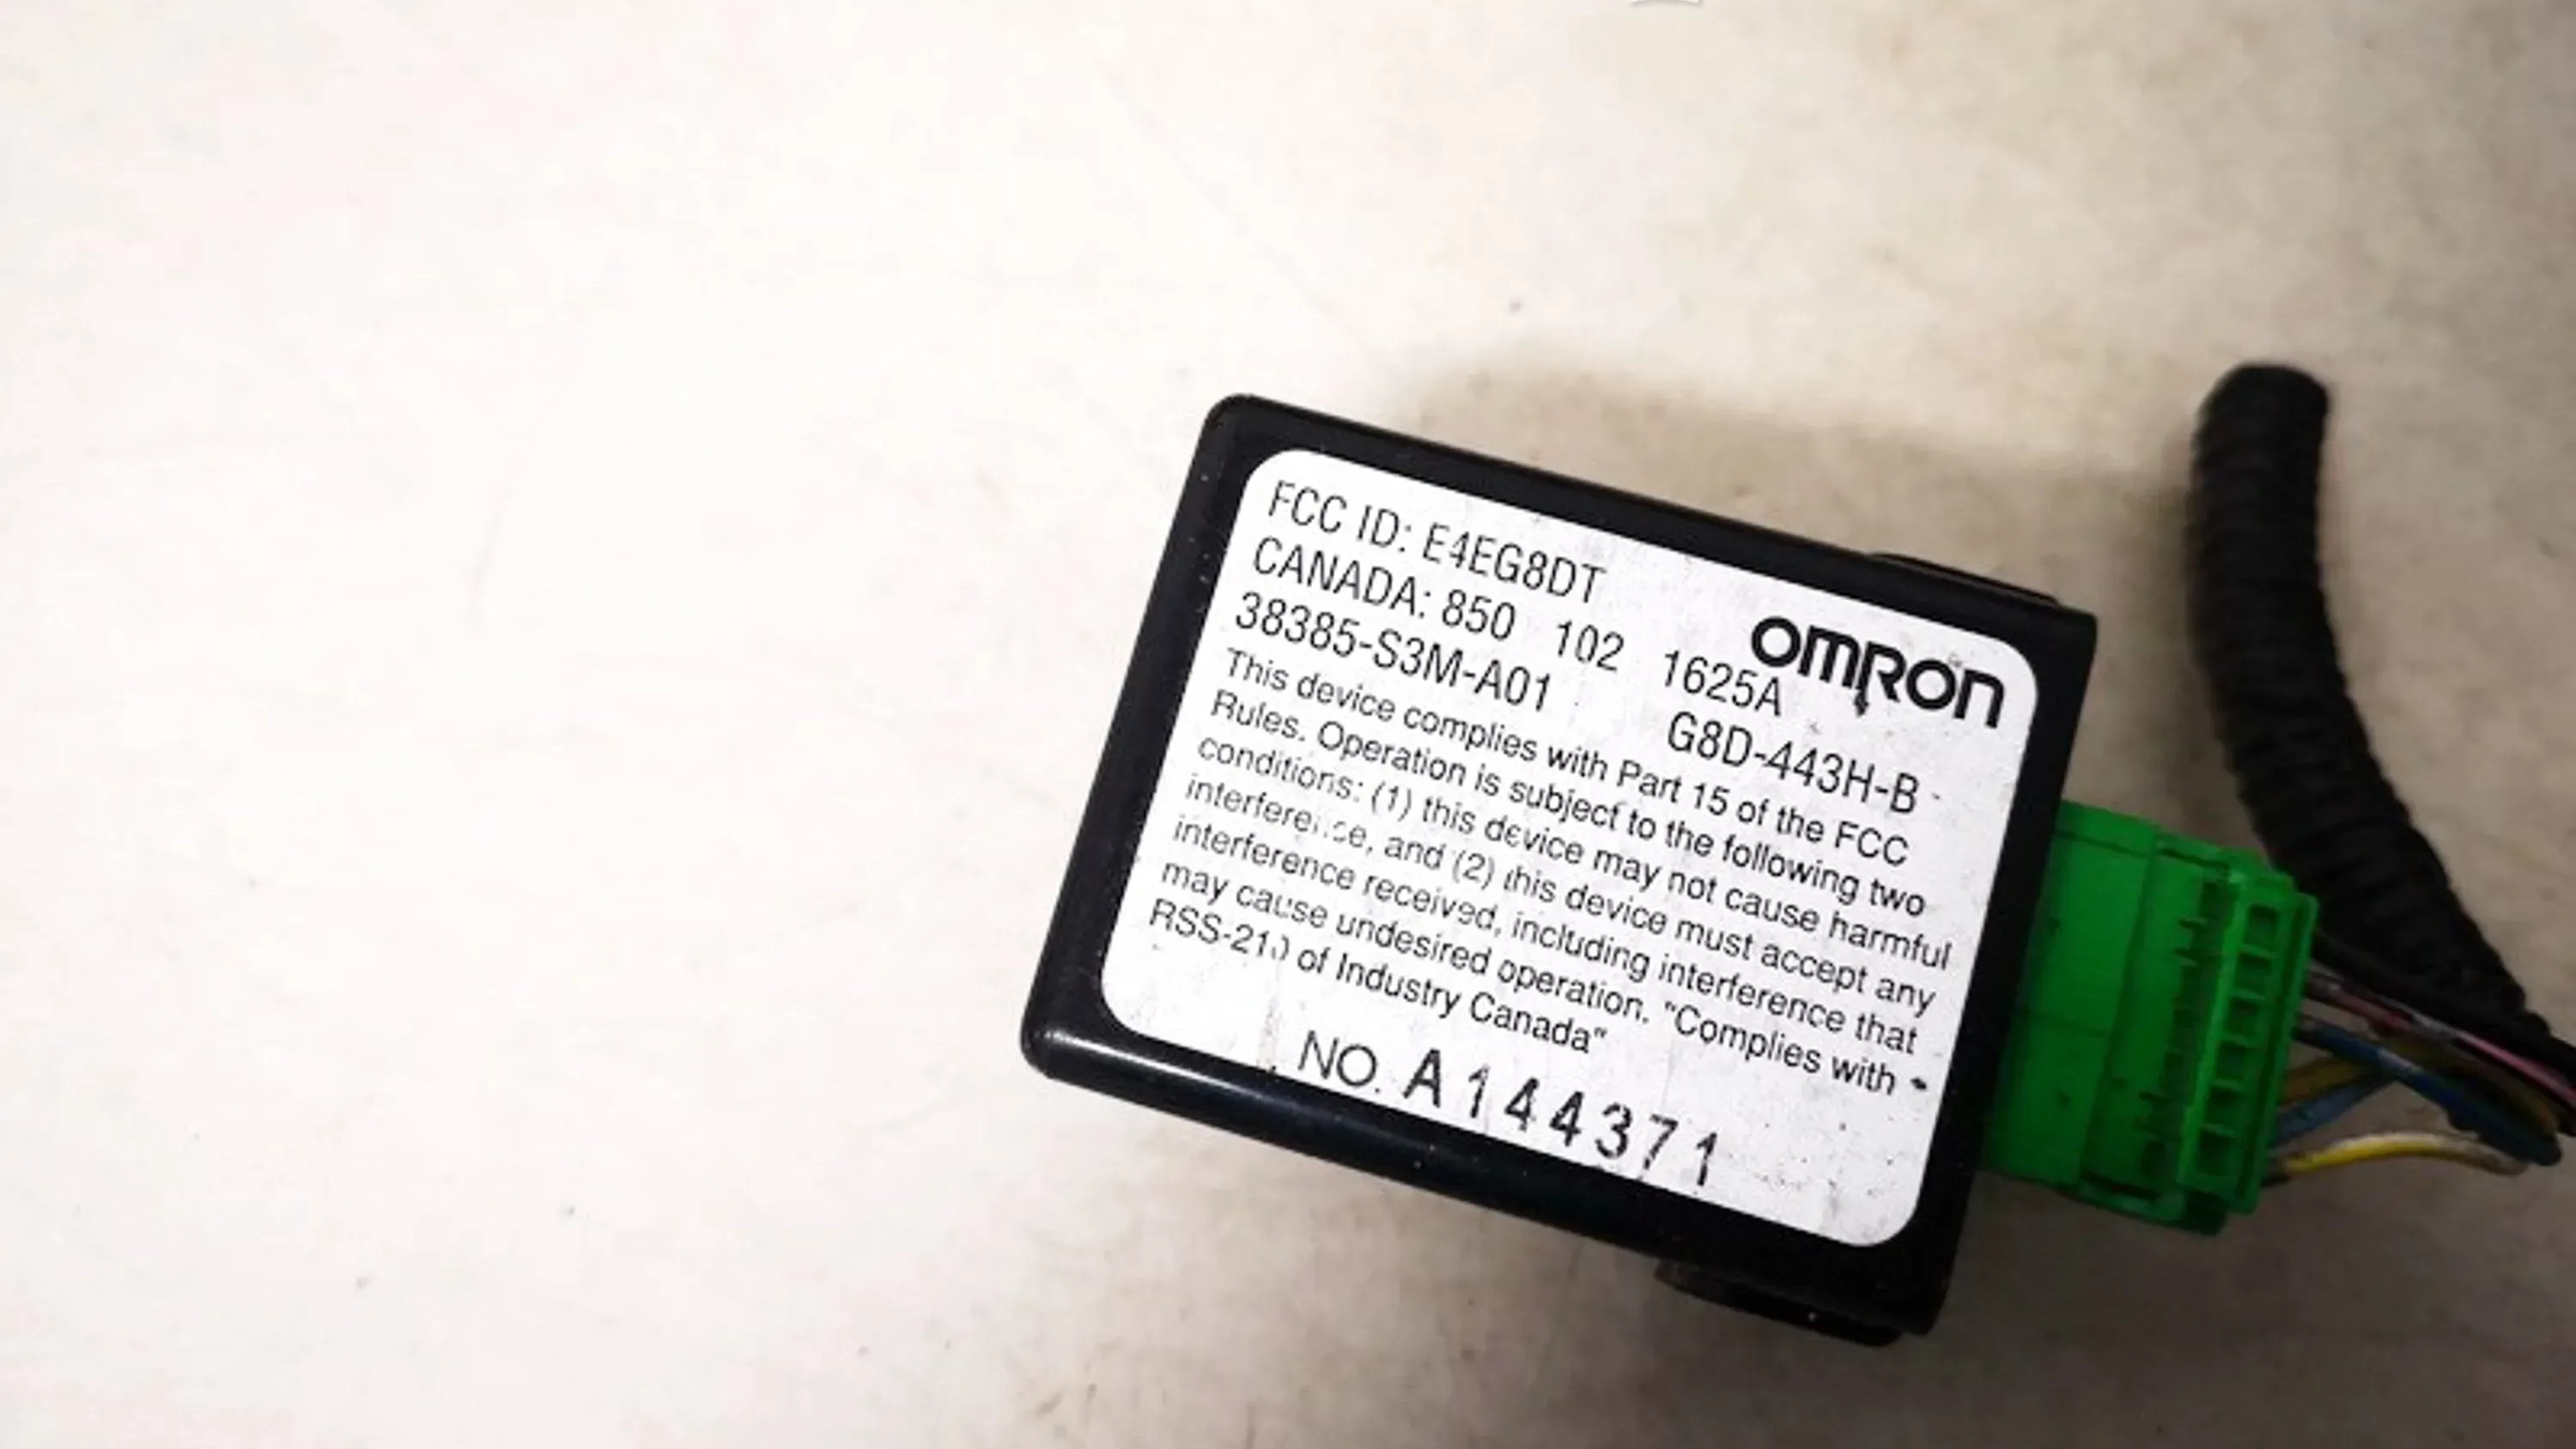 FCC ID: E4EG8DT
CANADA: 850 102 1625A
OMRON
38385-S3M-A01 G8D-443H-B
This device complies with Part 15 of the FCC
Rules. Operation is subject to the following two
conditions: (1) this device may not cause harmful
interference, and (2) this device must accept any
interference received, including interference that
may cause undesired operation. "Complies with
RSS-210 of Industry Canada"
NO. A144371